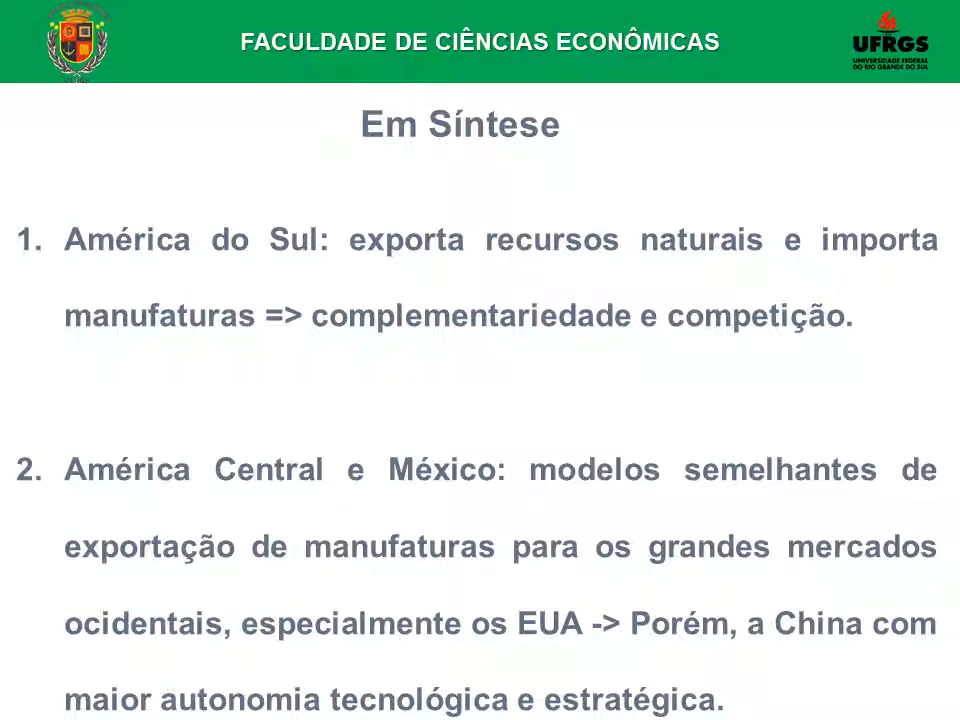 FACULDADE DE CIÊNCIAS ECONÔMICAS
UFRGS
UNIVERSIDADE FEDERAL
DO RIO GRANDE DO SUL
Em Síntese
1. América do Sul: exporta recursos naturais e importa
manufaturas => complementariedade e competição.
2. América Central e México: modelos semelhantes de
exportação de manufaturas para os grandes mercados
ocidentais, especialmente os EUA -> Porém, a China com
maior autonomia tecnológica e estratégica.